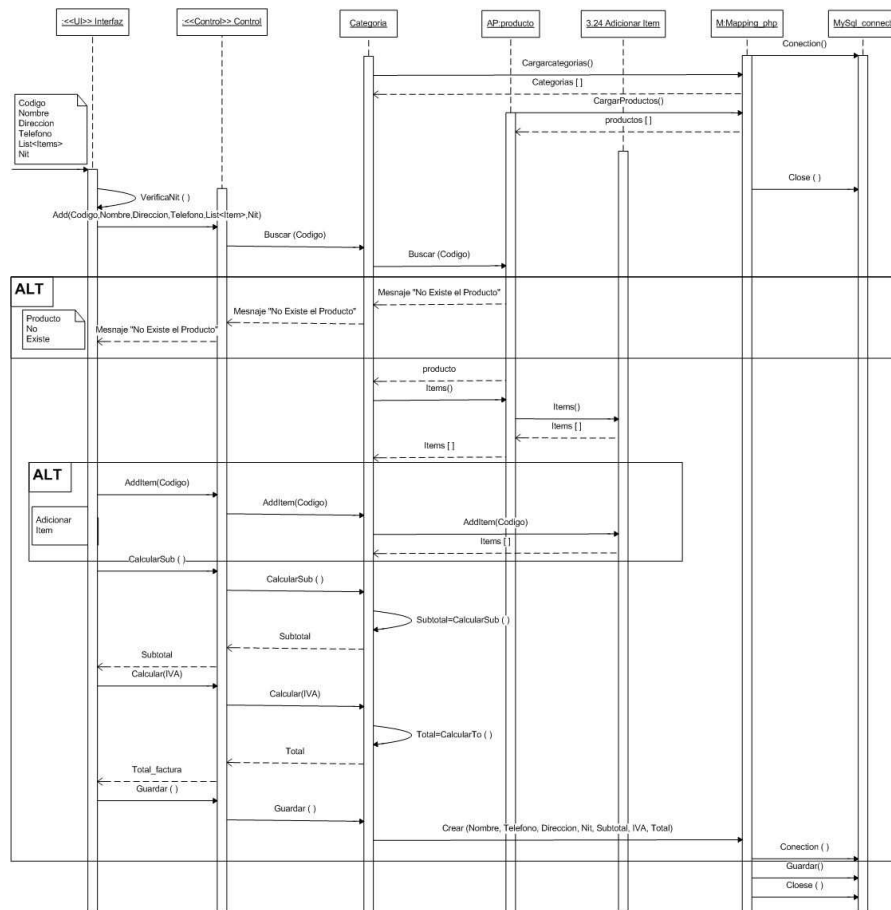 :<<UI>> Interfaz
:<<Control>> Control
Categoria
AP:producto
3.24 Adicionar Item
M:Mapping_php
MySql_connect
Conection()
Cargarcategorias()
Categorias [ ]
CargarProductos()
productos [ ]
Codigo
Nombre
Direccion
Telefono
List<Items>
Nit
Close ( )
VerificaNit ( )
Add(Codigo,Nombre,Direccion,Telefono,List<Item>,Nit)
Buscar (Codigo)
Buscar (Codigo)
ALT
Mesnaje "No Existe el Producto"
Mesnaje "No Existe el Producto"
Mesnaje "No Existe el Producto"
Producto
No
Existe
producto
Items()
Items()
Items [ ]
Items [ ]
ALT
AddItem(Codigo)
AddItem(Codigo)
AddItem(Codigo)
Adicionar
Item
Items [ ]
CalcularSub ( )
CalcularSub ( )
Subtotal=CalcularSub ( )
Subtotal
Subtotal
Calcular(IVA)
Calcular(IVA)
Total=CalcularTo ( )
Total
Total_factura
Guardar ( )
Guardar ( )
Crear (Nombre, Telefono, Direccion, Nit, Subtotal, IVA, Total)
Conection ( )
Guardar()
Cloese ( )